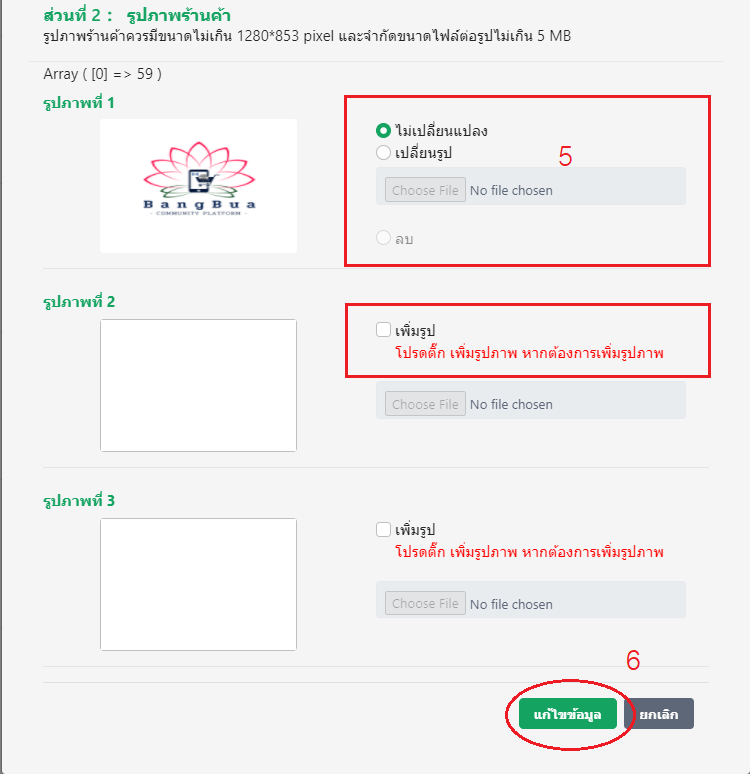 ส่วนที่ 2 : รูปภาพร้านค้า
รูปภาพร้านค้าควรมีขนาดไม่เกิน 1280*853 pixel และจำกัดขนาดไฟล์ต่อรูปไม่เกิน 5 MB
Array ( [0] => 59 )
รูปภาพที่ 1
BangBua
- COMMUNITY PLATFORM -
ไม่เปลี่ยนแปลง
เปลี่ยนรูป
5
Choose File No file chosen
ลบ
รูปภาพที่ 2
เพิ่มรูป
โปรดติ๊ก เพิ่มรูปภาพ หากต้องการเพิ่มรูปภาพ
Choose File No file chosen
รูปภาพที่ 3
เพิ่มรูป
โปรดติ๊ก เพิ่มรูปภาพ หากต้องการเพิ่มรูปภาพ
Choose File No file chosen
6
แก้ไขข้อมูล ยกเลิก